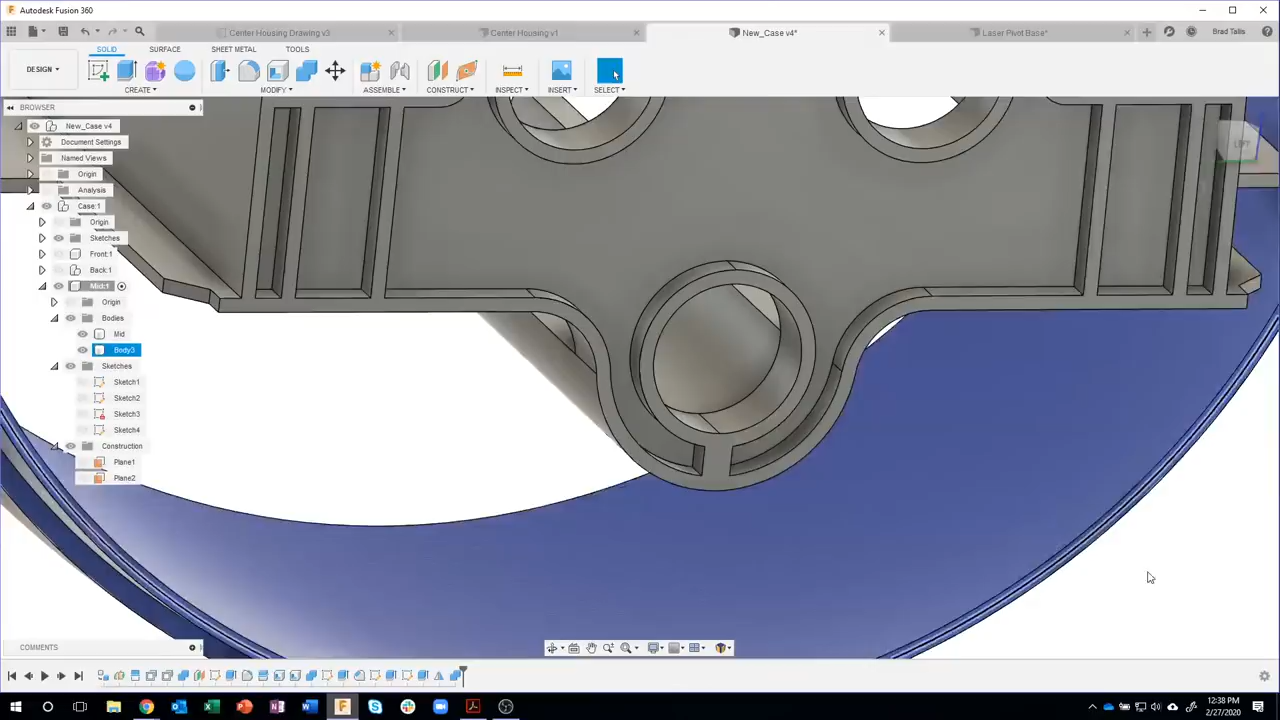 Autodesk Fusion 360
Center Housing Drawing v3
Center Housing v1
New_Case v4*
Laser Pivot Base*
Brad Tallis
SOLID
SURFACE
SHEET METAL
TOOLS
DESIGN
CREATE
MODIFY
ASSEMBLE
CONSTRUCT
INSPECT
INSERT
SELECT
BROWSER
New_Case v4
Document Settings
Named Views
Origin
Analysis
Case:1
Origin
Sketches
Front:1
Back:1
Mid:1
Origin
Bodies
Mid
Body3
Sketches
Sketch1
Sketch2
Sketch3
Sketch4
Construction
Plane1
Plane2
LEFT
COMMENTS
12:38 PM
2/27/2020